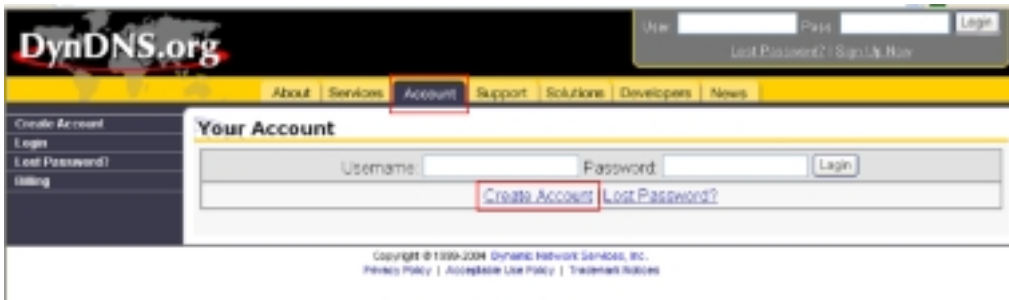 DynDNS.org
User: Pass: Login
Lost Password? | Sign Up Now
About Services Account Support Solutions Developers News
Create Account
Login
Lost Password?
Billing
Your Account
Username: Password: Login
Create Account Lost Password?
Copyright © 1999-2004 Dynamic Network Services, Inc.
Privacy Policy | Acceptable Use Policy | Trademark Notices